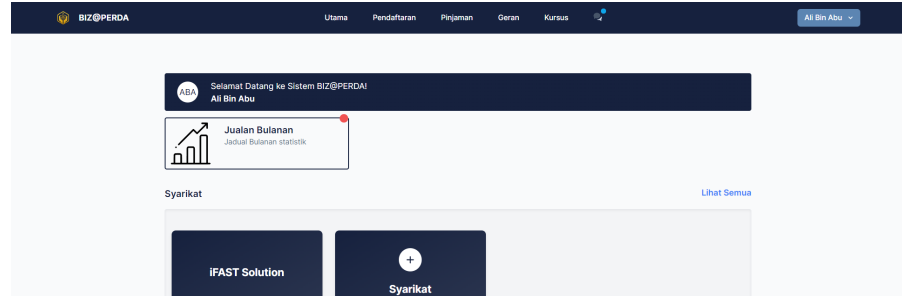 BIZ@PERDA
Utama Pendaftaran Pinjaman Geran Kursus
Ali Bin Abu
ABA
Selamat Datang ke Sistem BIZ@PERDA!
Ali Bin Abu
Jualan Bulanan
Jadual Bulanan statistik
Syarikat
Lihat Semua
iFAST Solution
+
Syarikat